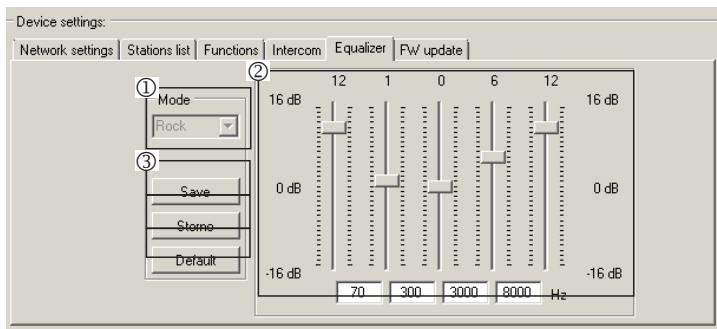 Device settings:
Network settings Stations list Functions Intercom Equalizer FW update
①
Mode
Rock
③
Save
Storno
Default
②
12 1 0 6 12
16 dB 16 dB
0 dB 0 dB
-16 dB -16 dB
70 300 3000 8000 Hz